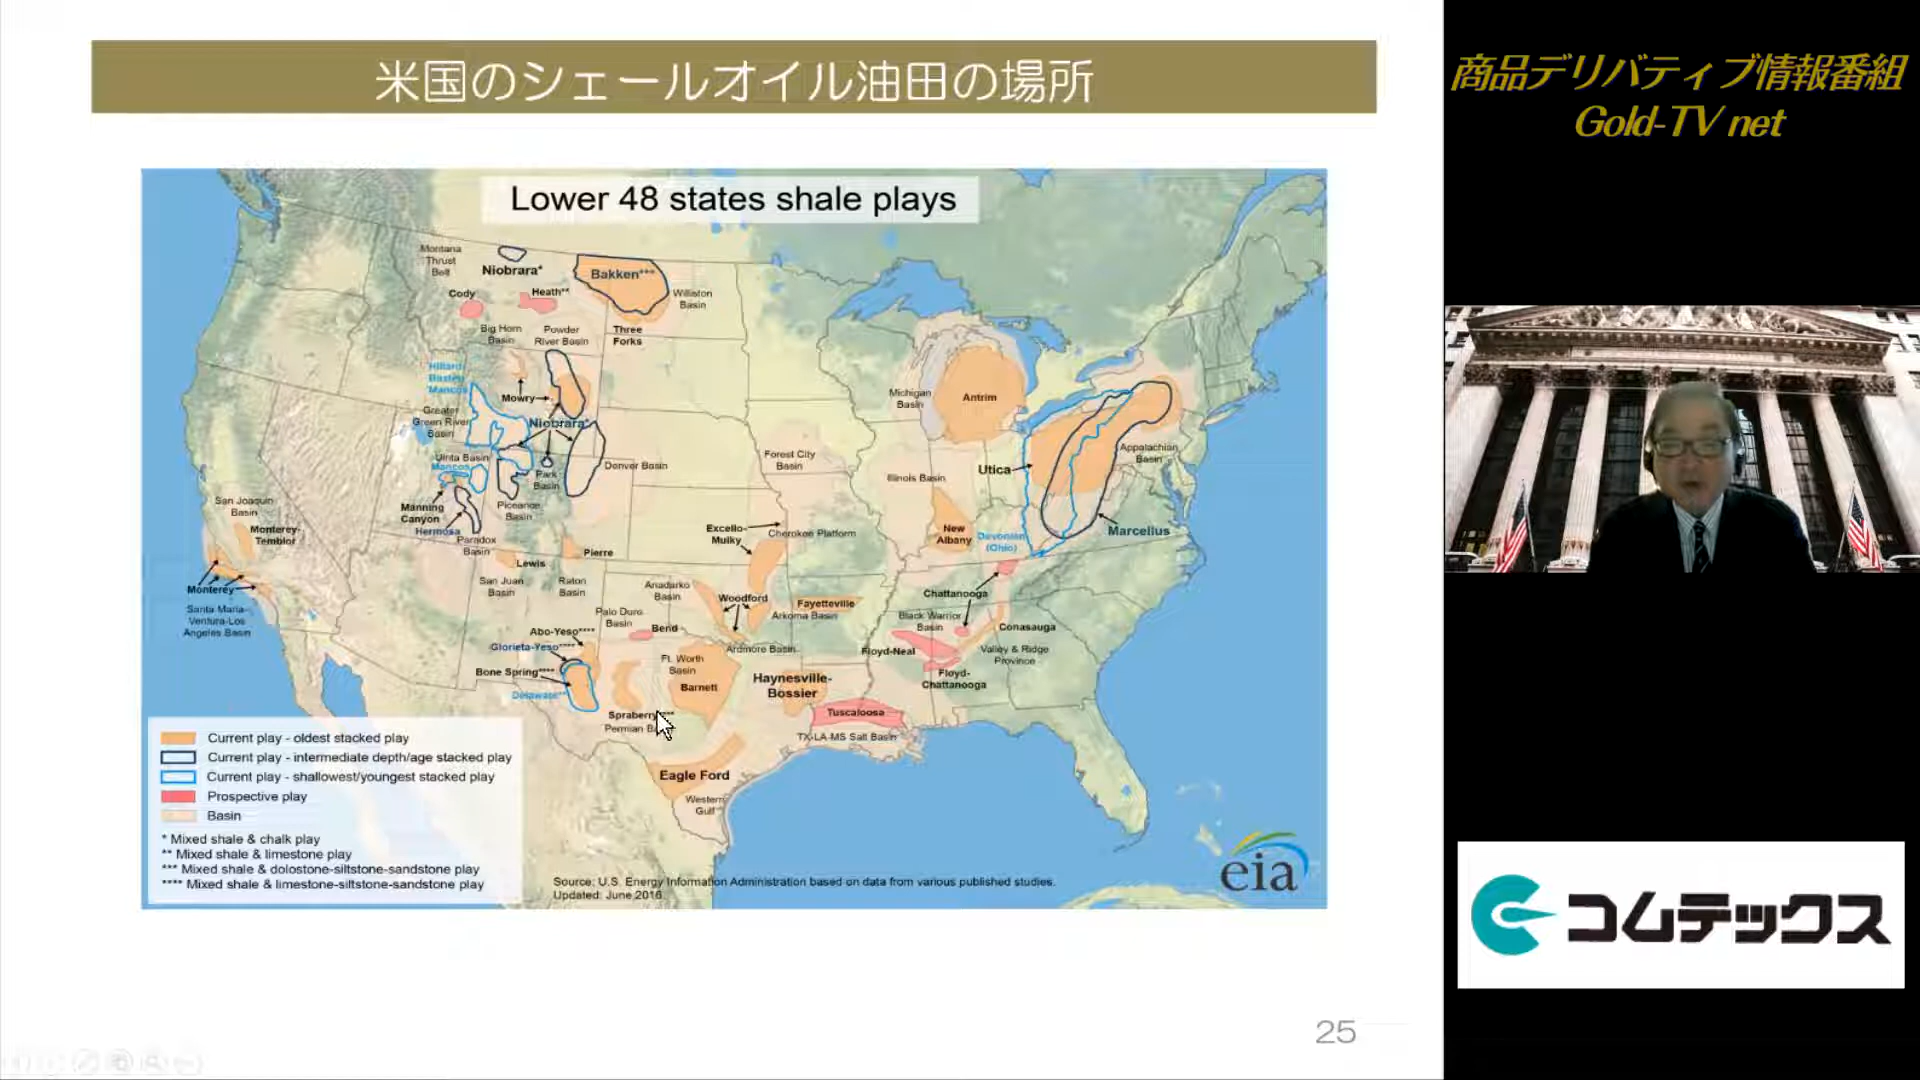 米国のシェールオイル油田の場所
商品デリバティブ情報番組
Gold-TV net
Lower 48 states shale plays
Montana
Thrust
Belt
Niobrara*
Bakken***
Cody
Heath**
Williston
Basin
Big Horn
Basin
Powder
River Basin
Three
Forks
Hilliard-
Baxter-
Mancos
Mowry
Greater
Green River
Basin
Niobrara*
Michigan
Basin
Antrim
Uinta Basin
Mancos
Park
Basin
Denver Basin
Forest City
Basin
Illinois Basin
Utica
Appalachian
Basin
San Joaquin
Basin
Monterey-
Temblor
Manning
Canyon
Hermosa
Piceance
Basin
Paradox
Basin
Excello-
Mulky
Cherokee Platform
New
Albany
Devonian
(Ohio)
Marcellus
Pierre
Lewis
Monterey
Santa Maria-
Ventura-Los
Angeles Basin
San Juan
Basin
Raton
Basin
Anadarko
Basin
Palo Duro
Basin
Woodford
Fayetteville
Arkoma Basin
Chattanooga
Black Warrior
Basin
Conasauga
Abo-Yeso****
Bend
Glorieta-Yeso****
Ardmore Basin
Floyd-Neal
Valley & Ridge
Province
Bone Spring****
Ft. Worth
Basin
Barnett
Delaware**
Haynesville-
Bossier
Floyd-
Chattanooga
Spraberry
Permian
Tuscaloosa
TX-LA-MS Salt Basin
Eagle Ford
Western
Gulf
Current play - oldest stacked play
Current play - intermediate depth/age stacked play
Current play - shallowest/youngest stacked play
Prospective play
Basin
* Mixed shale & chalk play
** Mixed shale & limestone play
*** Mixed shale & dolostone-siltstone-sandstone play
**** Mixed shale & limestone-siltstone-sandstone play
Source: U.S. Energy Information Administration based on data from various published studies.
Updated: June 2016
eia
コムテックス
25